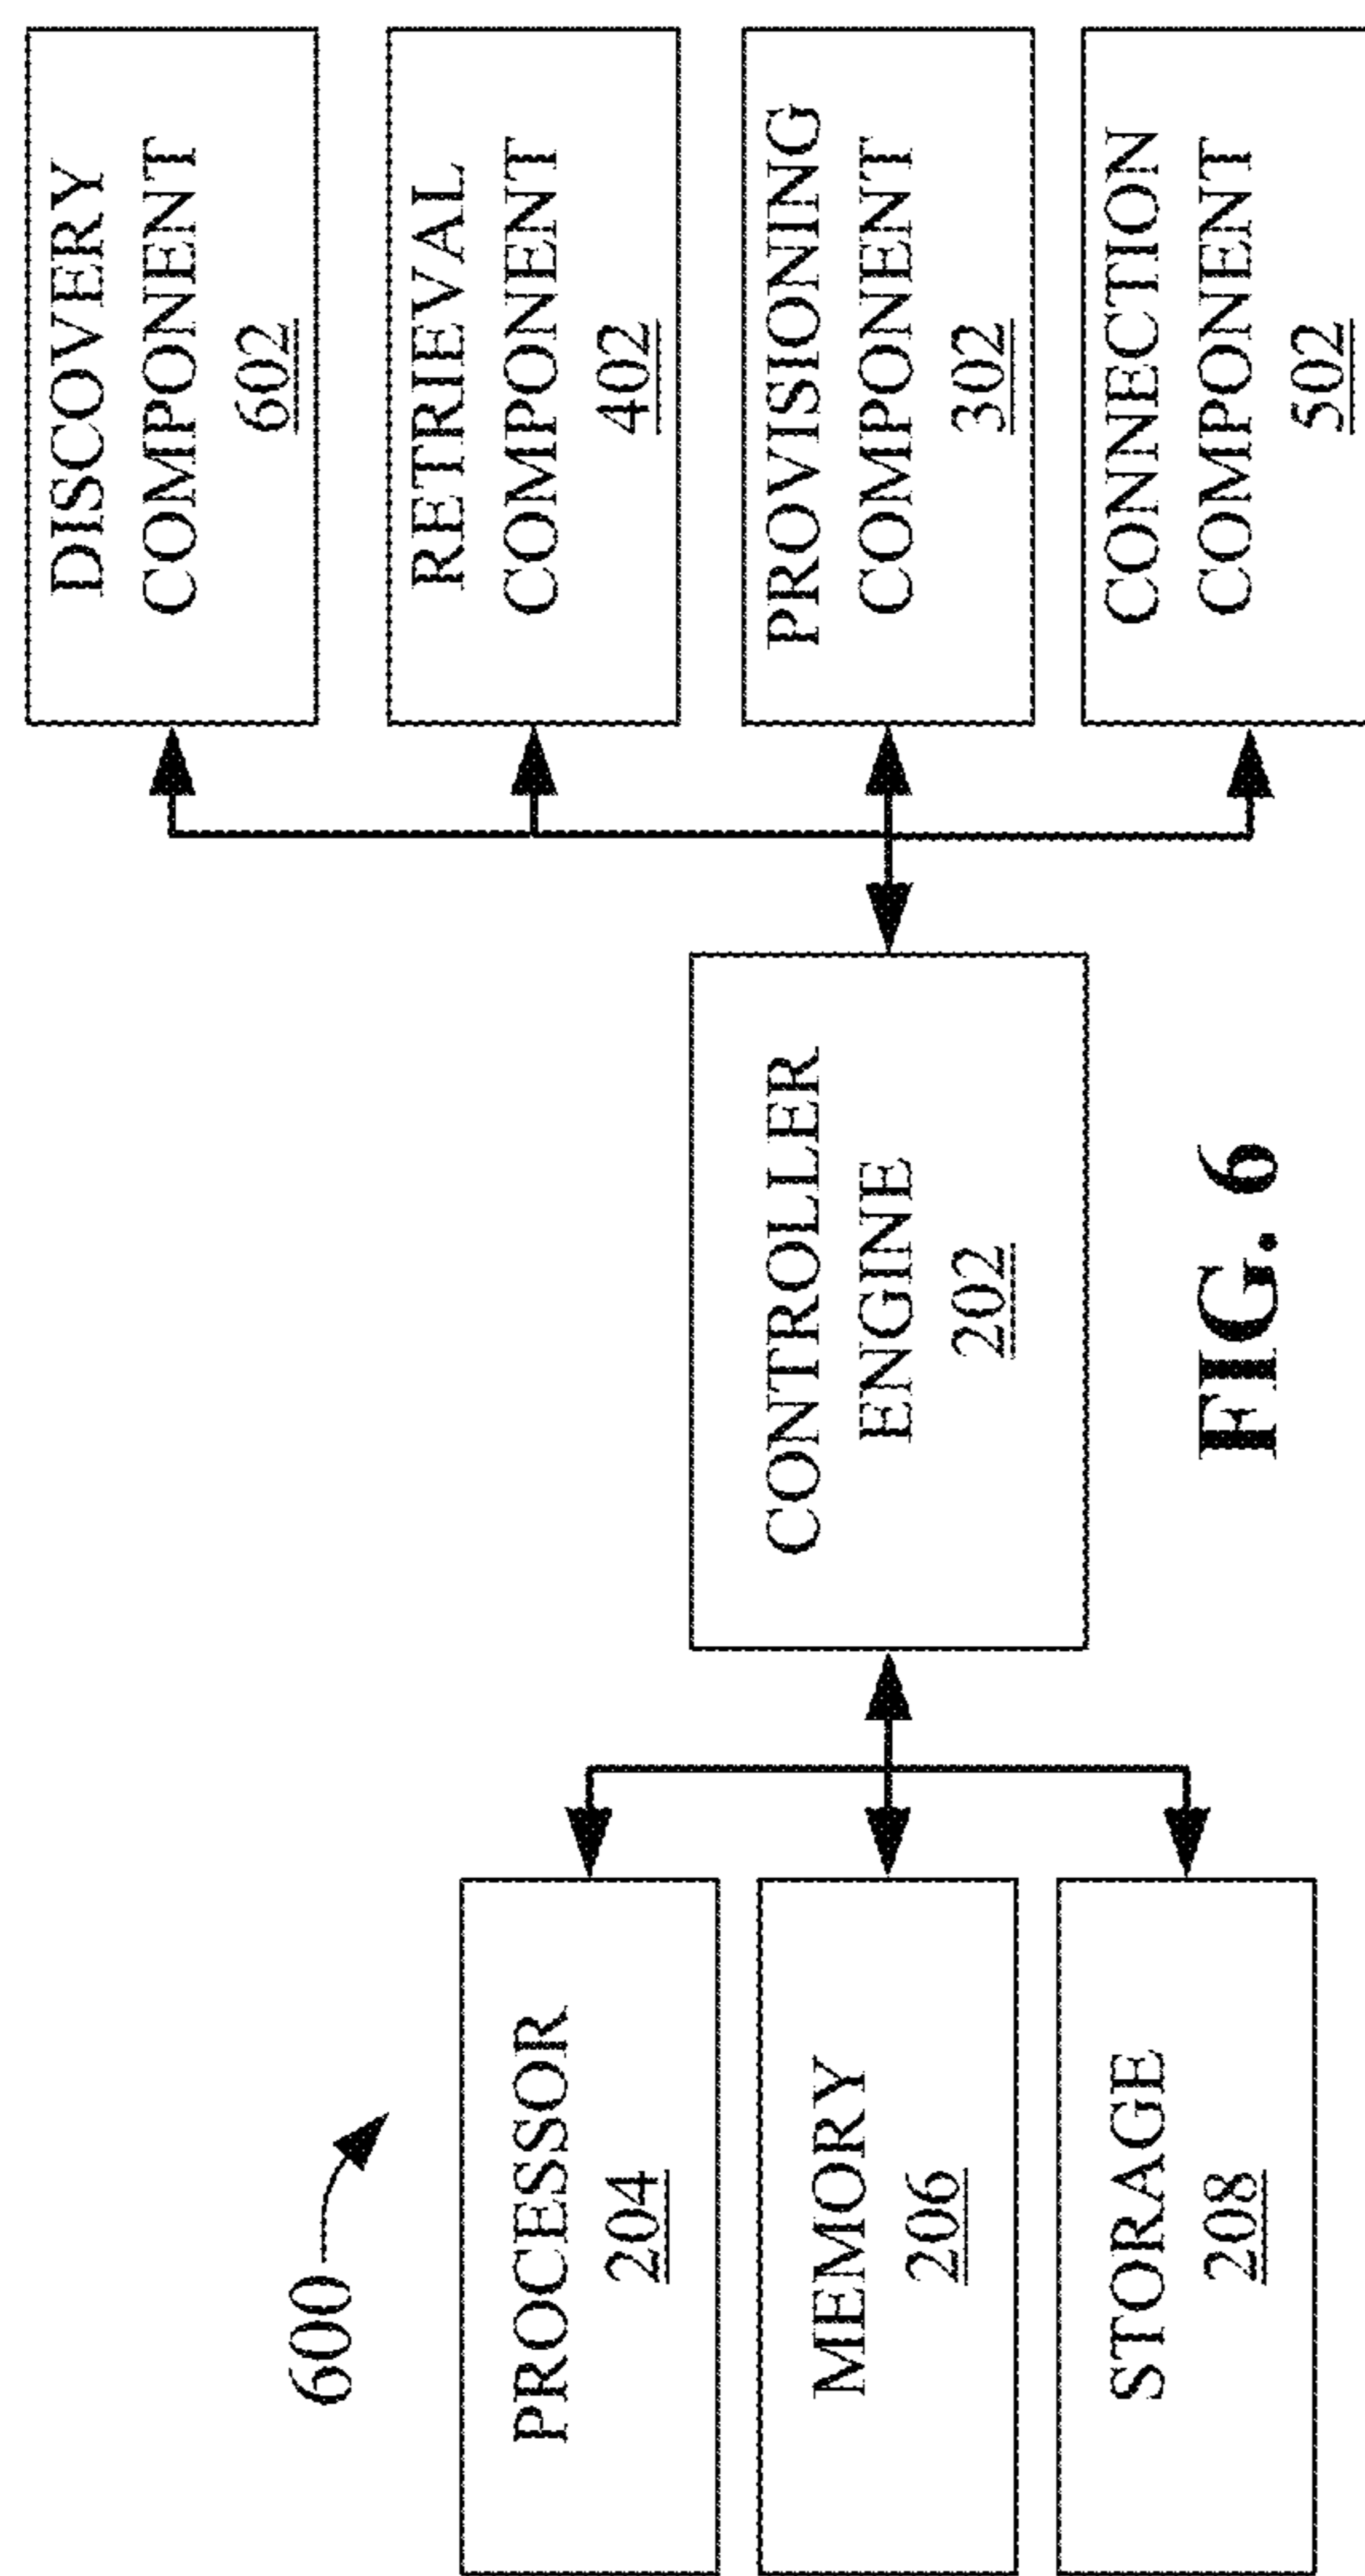 600
PROCESSOR
204
MEMORY
206
STORAGE
208
CONTROLLER
ENGINE
202
DISCOVERY
COMPONENT
602
RETRIEVAL
COMPONENT
402
PROVISIONING
COMPONENT
302
CONNECTION
COMPONENT
502
FIG. 6